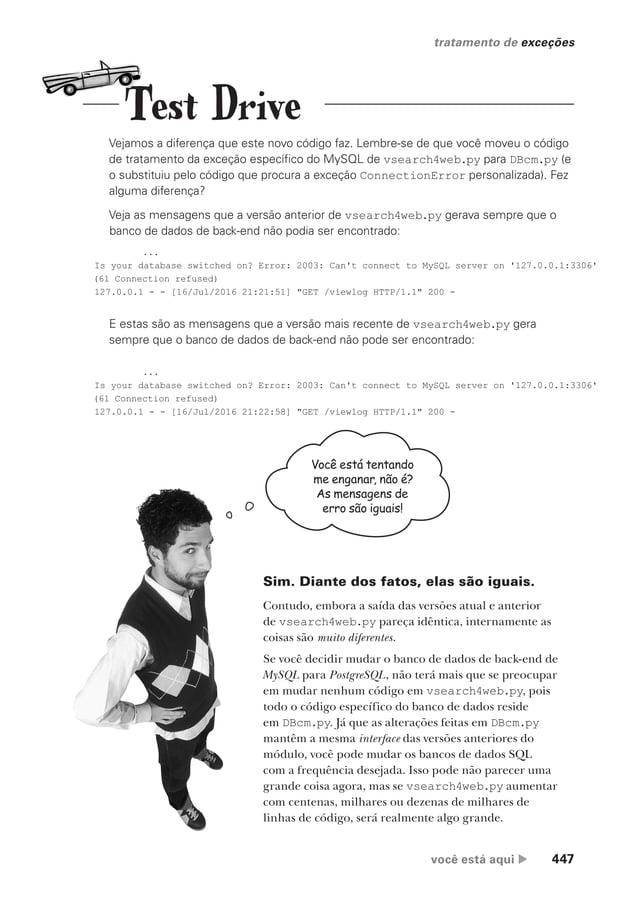 tratamento de exceções
Test Drive
Vejamos a diferença que este novo código faz. Lembre-se de que você moveu o código
de tratamento da exceção específico do MySQL de vsearch4web.py para DBcm.py (e
o substituiu pelo código que procura a exceção ConnectionError personalizada). Fez
alguma diferença?
Veja as mensagens que a versão anterior de vsearch4web.py gerava sempre que o
banco de dados de back-end não podia ser encontrado:
...
Is your database switched on? Error: 2003: Can't connect to MySQL server on '127.0.0.1:3306'
(61 Connection refused)
127.0.0.1 - - [16/Jul/2016 21:21:51] "GET /viewlog HTTP/1.1" 200 -
E estas são as mensagens que a versão mais recente de vsearch4web.py gera
sempre que o banco de dados de back-end não pode ser encontrado:
...
Is your database switched on? Error: 2003: Can't connect to MySQL server on '127.0.0.1:3306'
(61 Connection refused)
127.0.0.1 - - [16/Jul/2016 21:22:58] "GET /viewlog HTTP/1.1" 200 -
Você está tentando
me enganar, não é?
As mensagens de
erro são iguais!
Sim. Diante dos fatos, elas são iguais.
Contudo, embora a saída das versões atual e anterior
de vsearch4web.py pareça idêntica, internamente as
coisas são muito diferentes.
Se você decidir mudar o banco de dados de back-end de
MySQL para PostgreSQL, não terá mais que se preocupar
em mudar nenhum código em vsearch4web.py, pois
todo o código específico do banco de dados reside
em DBcm.py. Já que as alterações feitas em DBcm.py
mantêm a mesma interface das versões anteriores do
módulo, você pode mudar os bancos de dados SQL
com a frequência desejada. Isso pode não parecer uma
grande coisa agora, mas se vsearch4web.py aumentar
com centenas, milhares ou dezenas de milhares de
linhas de código, será realmente algo grande.
você está aqui ▶ 447